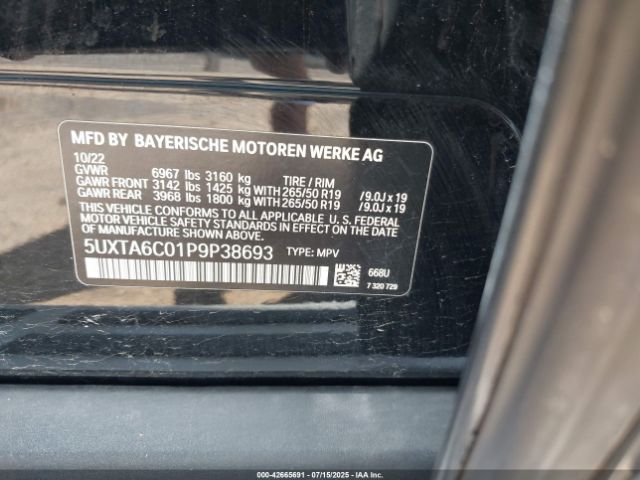 MFD BY BAYERISCHE MOTOREN WERKE AG
10/22
GVWR 6967 lbs 3160 kg TIRE / RIM
GAWR FRONT 3142 lbs 1425 kg WITH 265/50 R19 /9.0J x 19
GAWR REAR 3968 lbs 1800 kg WITH 265/50 R19 /9.0J x 19
THIS VEHICLE CONFORMS TO ALL APPLICABLE U.S. FEDERAL
MOTOR VEHICLE SAFETY STANDARDS IN EFFECT ON THE DATE
OF MANUFACTURE SHOWN ABOVE.
5UXTA6C01P9P38693 TYPE: MPV
668U
7 320 729
000-42665691 - 07/15/2025 - IAAI.COM